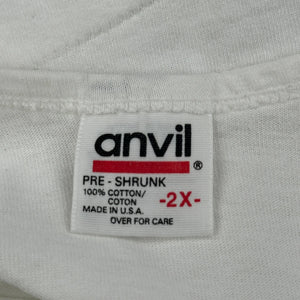 anvil
®
PRE - SHRUNK
100% COTTON/
COTON
-2X-
MADE IN U.S.A.
OVER FOR CARE